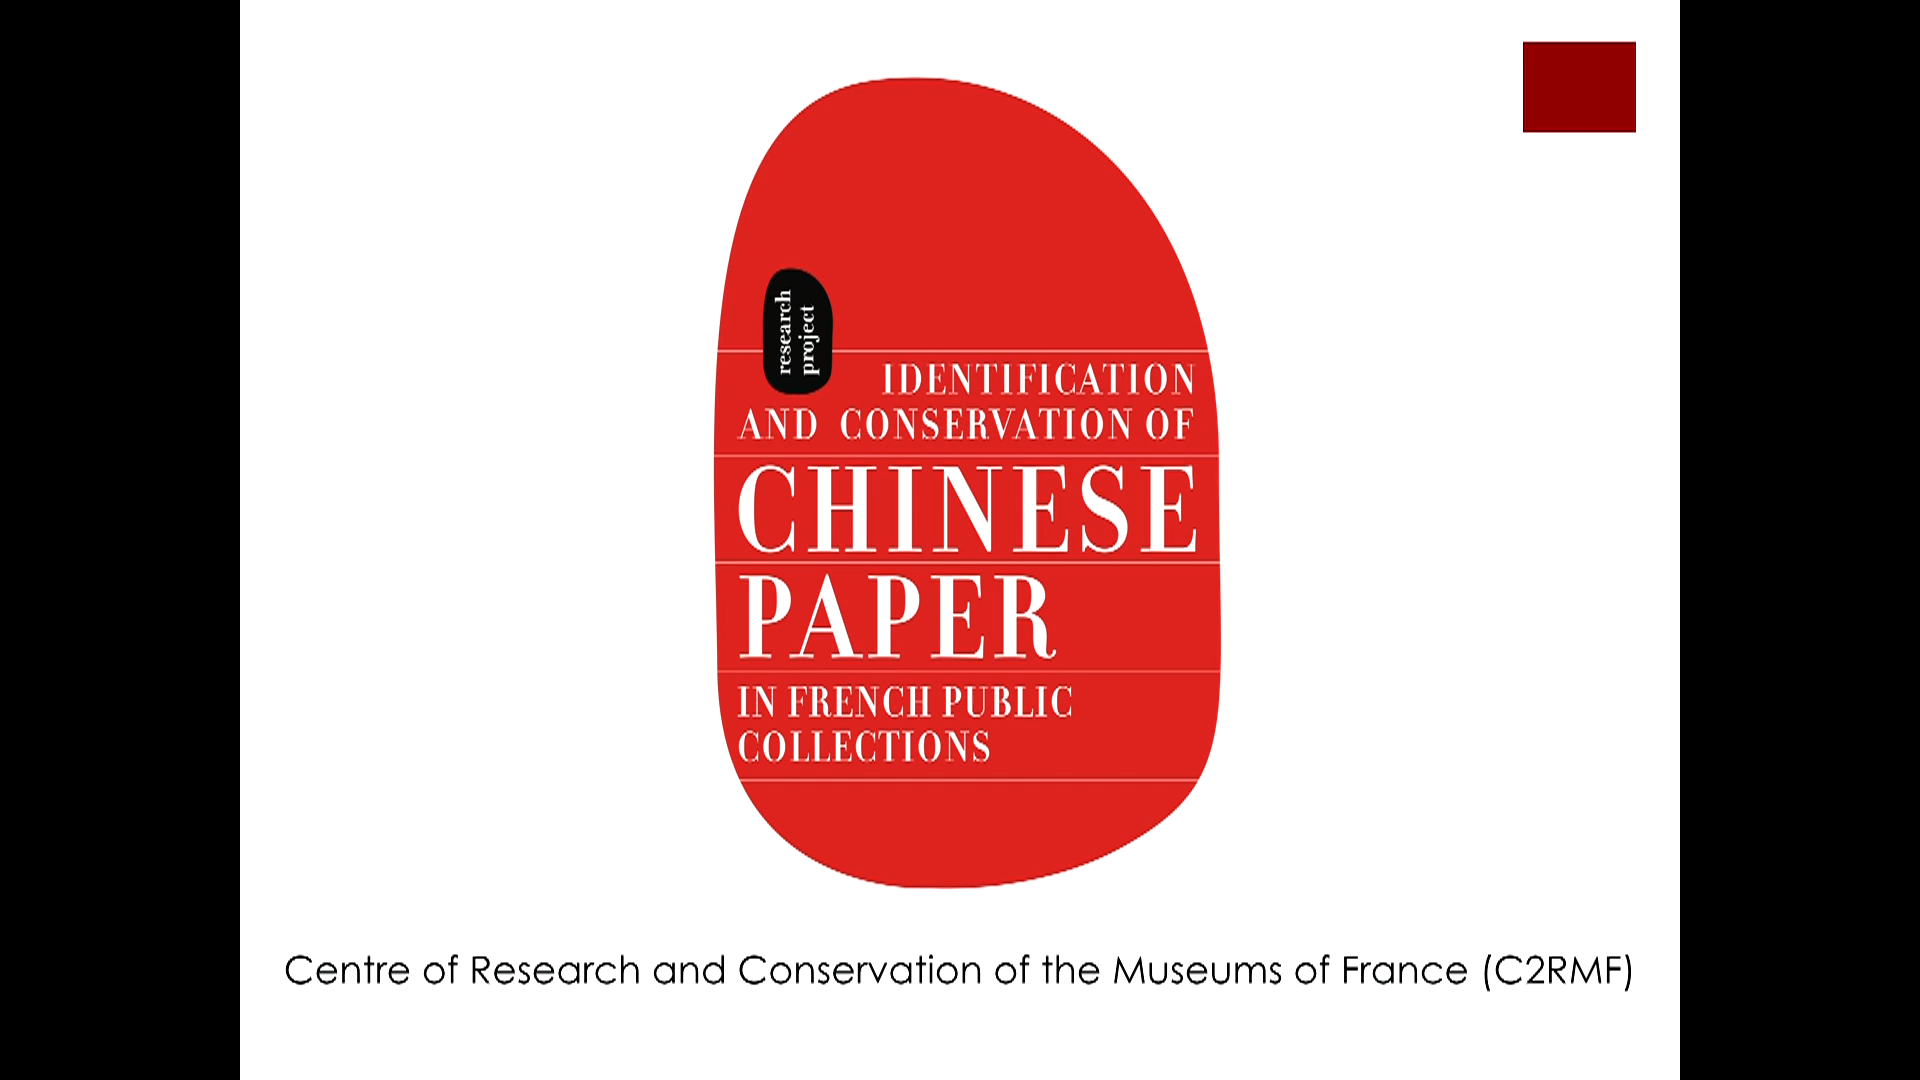 research
project
IDENTIFICATION
AND CONSERVATION OF
CHINESE
PAPER
IN FRENCH PUBLIC
COLLECTIONS
Centre of Research and Conservation of the Museums of France (C2RMF)